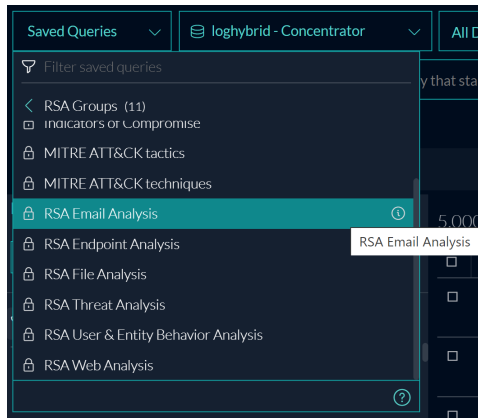 Saved Queries
loghybrid - Concentrator
All D
Filter saved queries
y that sta
RSA Groups (11)
Indicators of Compromise
MITRE ATT&CK tactics
MITRE ATT&CK techniques
RSA Email Analysis
5,000
RSA Endpoint Analysis
RSA Email Analysis
RSA File Analysis
RSA Threat Analysis
RSA User & Entity Behavior Analysis
RSA Web Analysis